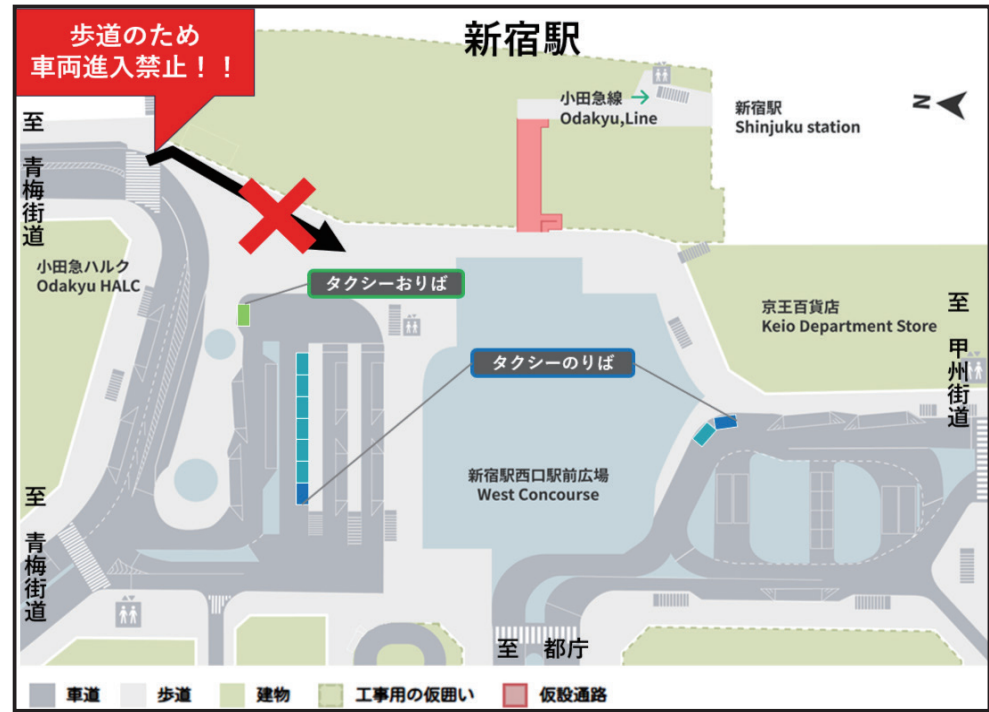 歩道のため
車両進入禁止！！
新宿駅
小田急線 →
Odakyu,Line
新宿駅
Shinjuku station
N
至 青梅街道
小田急ハルク
Odakyu HALC
タクシーおりば
京王百貨店
Keio Department Store
至 甲州街道
タクシーのりば
新宿駅西口駅前広場
West Concourse
至 青梅街道
至 都庁
車道
歩道
建物
工事用の仮囲い
仮設通路